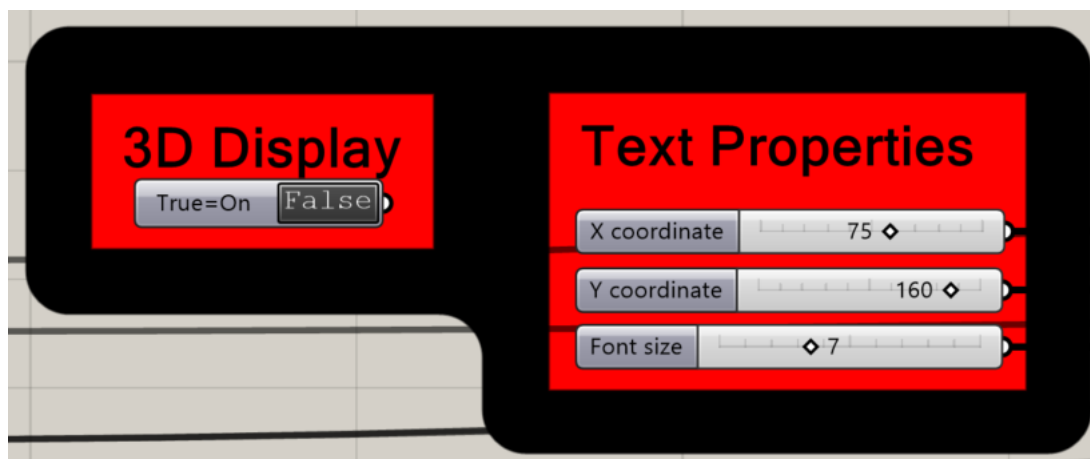 3D Display
True=On False
Text Properties
X coordinate 75
Y coordinate 160
Font size 7